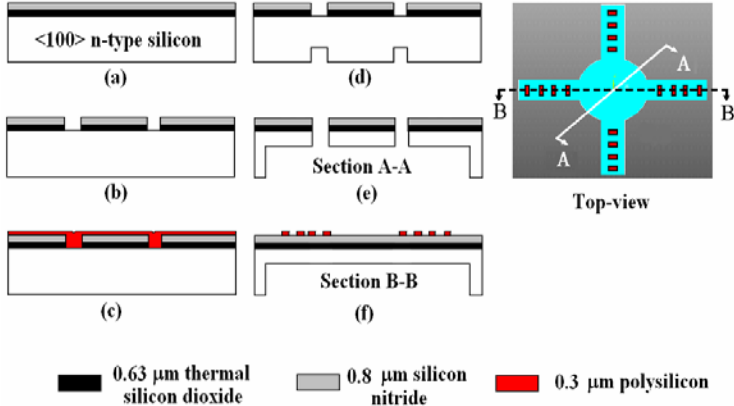 <100> n-type silicon
(a)
(d)
(b)
Section A-A
(e)
(c)
Section B-B
(f)
A
A
B
B
Top-view
0.63 µm thermal
silicon dioxide
0.8 µm silicon
nitride
0.3 µm polysilicon